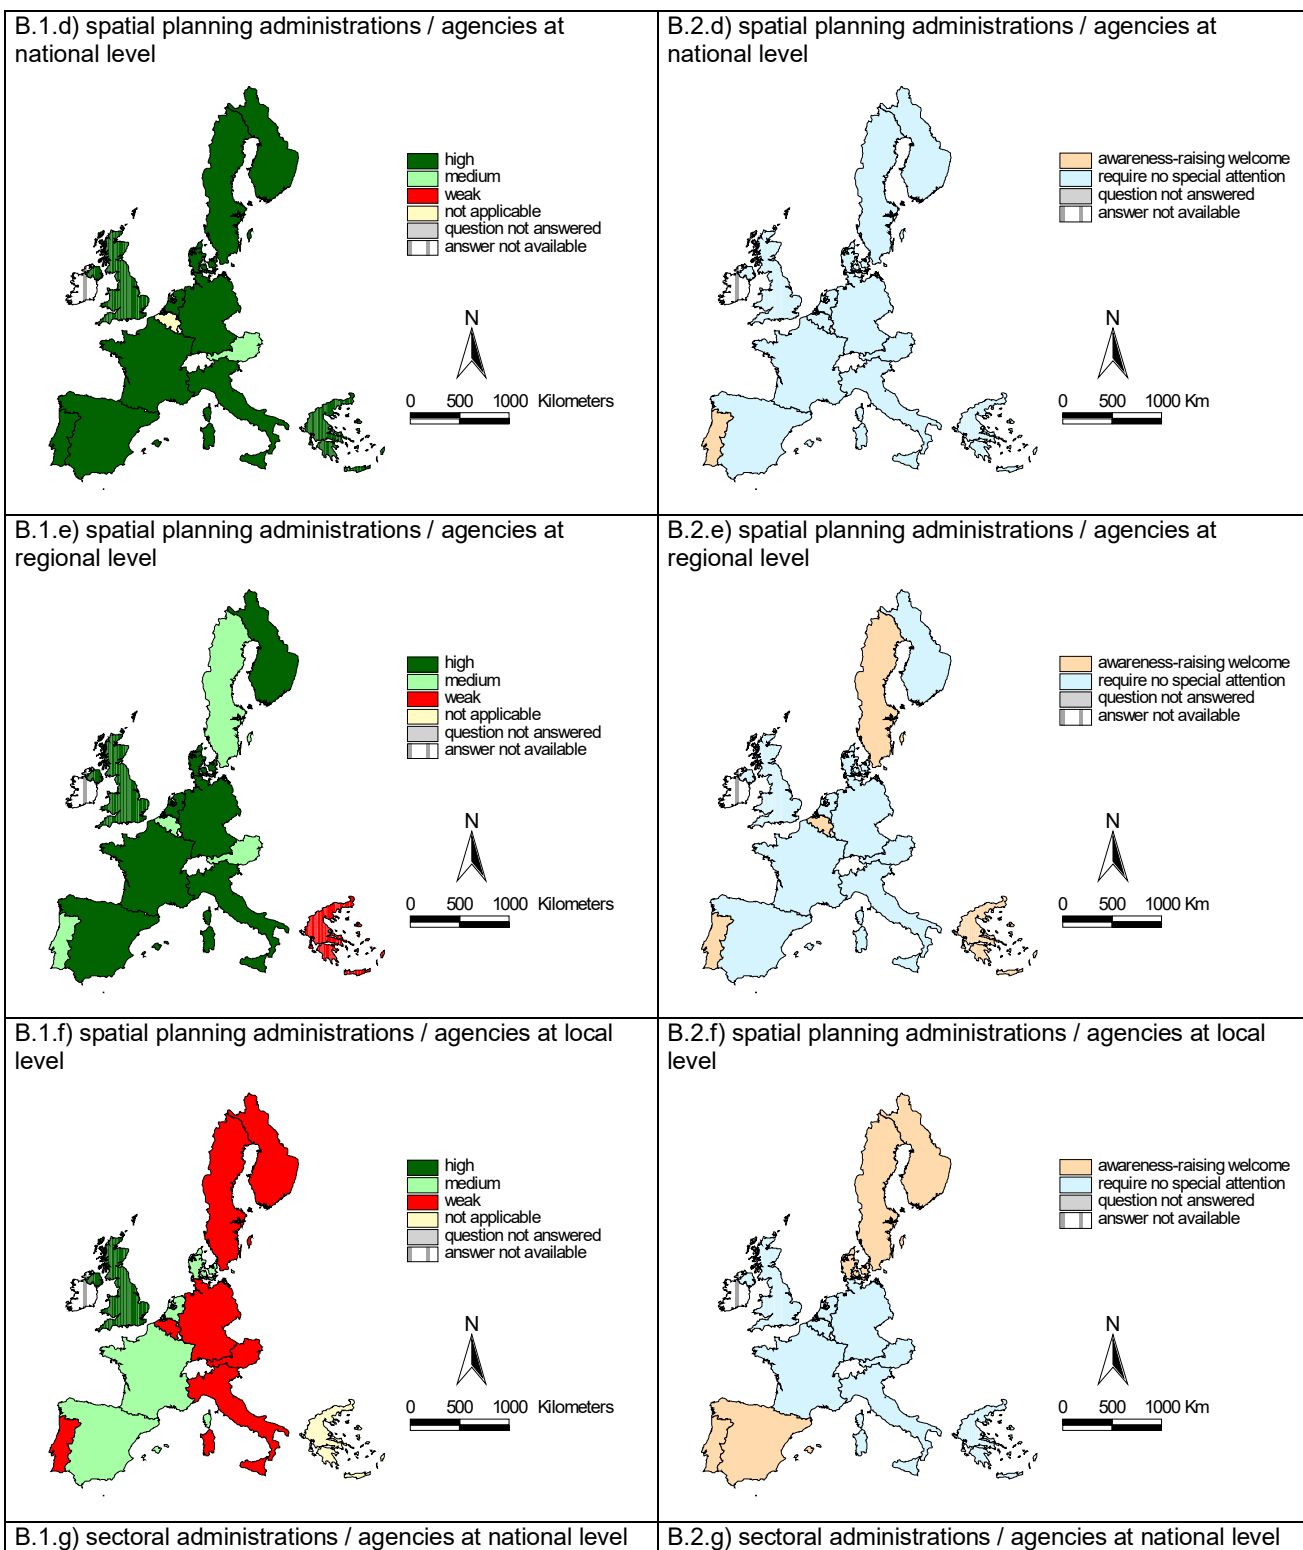 B.1.d) spatial planning administrations / agencies at
national level
high
medium
weak
not applicable
question not answered
answer not available
N
0 500 1000 Kilometers
B.2.d) spatial planning administrations / agencies at
national level
awareness-raising welcome
require no special attention
question not answered
answer not available
N
0 500 1000 Km
B.1.e) spatial planning administrations / agencies at
regional level
high
medium
weak
not applicable
question not answered
answer not available
N
0 500 1000 Kilometers
B.2.e) spatial planning administrations / agencies at
regional level
awareness-raising welcome
require no special attention
question not answered
answer not available
N
0 500 1000 Km
B.1.f) spatial planning administrations / agencies at local
level
high
medium
weak
not applicable
question not answered
answer not available
N
0 500 1000 Kilometers
B.2.f) spatial planning administrations / agencies at local
level
awareness-raising welcome
require no special attention
question not answered
answer not available
N
0 500 1000 Km
B.1.g) sectoral administrations / agencies at national level
B.2.g) sectoral administrations / agencies at national level